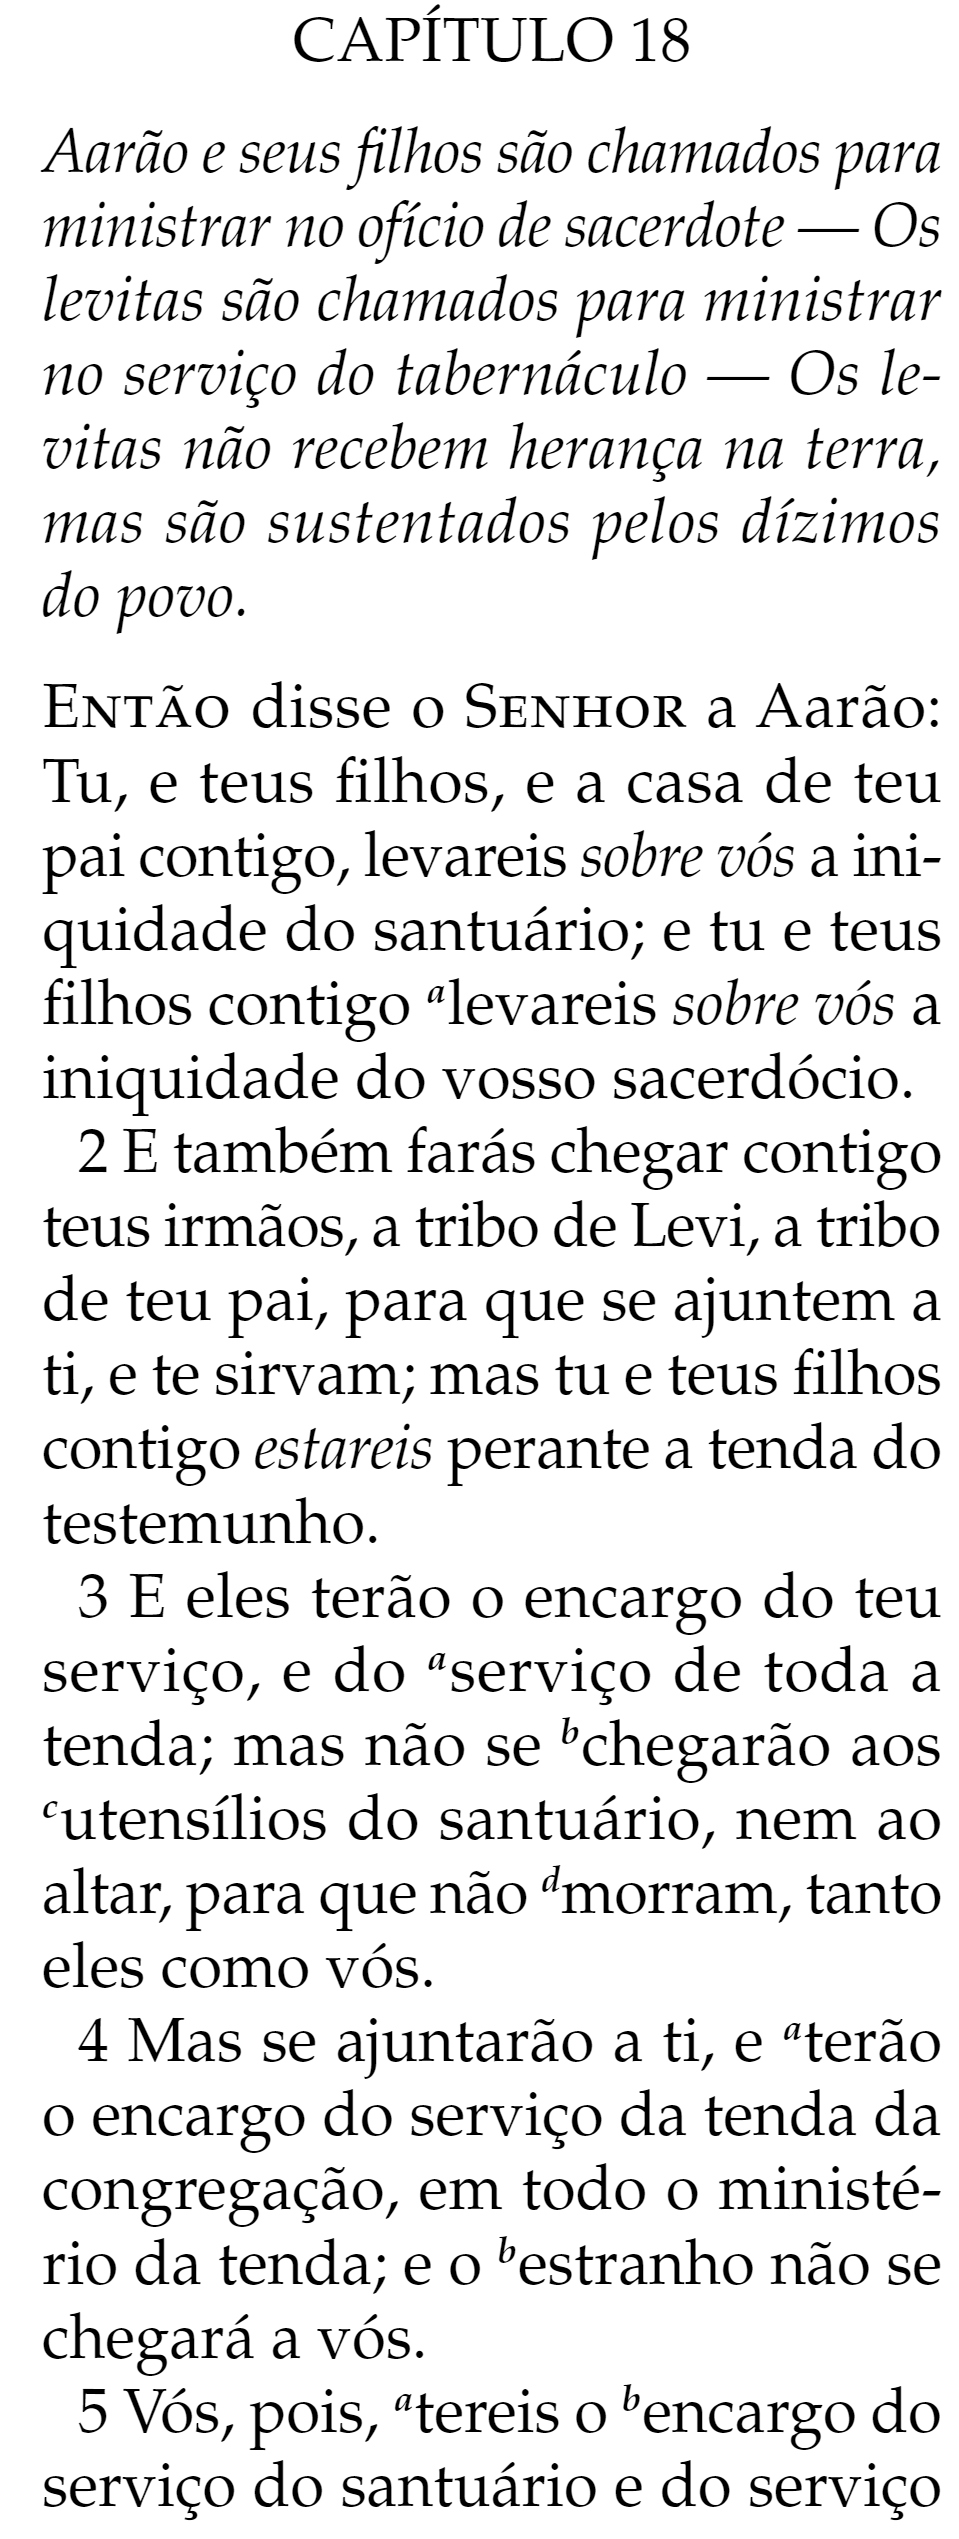 CAPÍTULO 18
Aarão e seus filhos são chamados para
ministrar no ofício de sacerdote — Os
levitas são chamados para ministrar
no serviço do tabernáculo — Os le-
vitas não recebem herança na terra,
mas são sustentados pelos dízimos
do povo.
Então disse o Senhor a Aarão:
Tu, e teus filhos, e a casa de teu
pai contigo, levareis sobre vós a ini-
quidade do santuário; e tu e teus
filhos contigo alevareis sobre vós a
iniquidade do vosso sacerdócio.
2 E também farás chegar contigo
teus irmãos, a tribo de Levi, a tribo
de teu pai, para que se ajuntem a
ti, e te sirvam; mas tu e teus filhos
contigo estareis perante a tenda do
testemunho.
3 E eles terão o encargo do teu
serviço, e do aserviço de toda a
tenda; mas não se bchegarão aos
cutensílios do santuário, nem ao
altar, para que não dmorram, tanto
eles como vós.
4 Mas se ajuntarão a ti, e aterão
o encargo do serviço da tenda da
congregação, em todo o ministé-
rio da tenda; e o bestranho não se
chegará a vós.
5 Vós, pois, atereis o bencargo do
serviço do santuário e do serviço